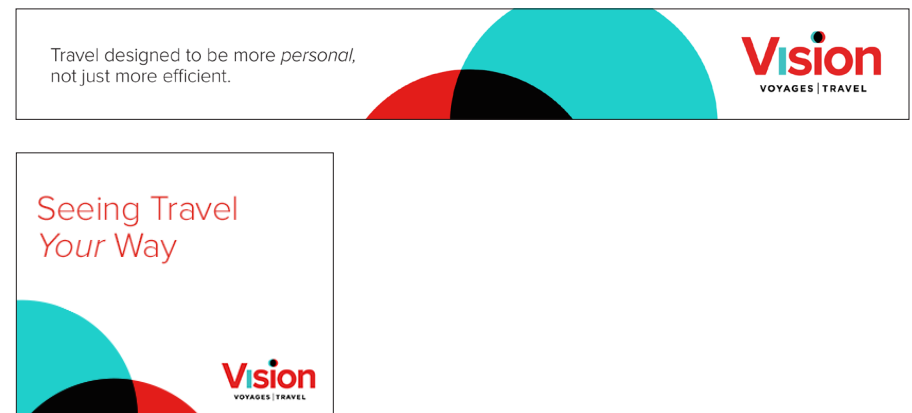 Travel designed to be more personal,
not just more efficient.
Vision
VOYAGES | TRAVEL
Seeing Travel
Your Way
Vision
VOYAGES | TRAVEL